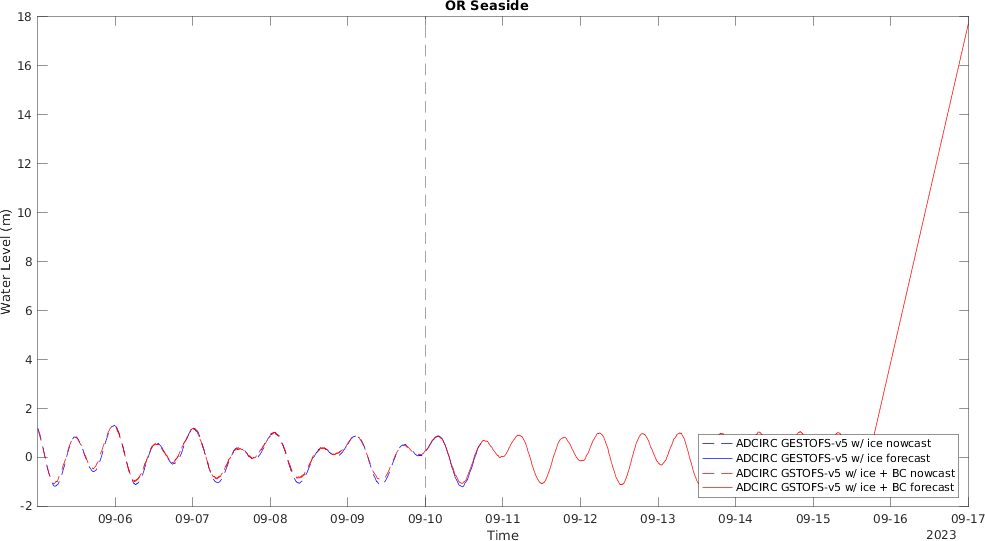 OR Seaside
18
16
14
12
10
8
6
4
2
0
-2
Water Level (m)
ADCIRC GESTOFS-v5 w/ ice nowcast
ADCIRC GESTOFS-v5 w/ ice forecast
ADCIRC GSTOFS-v5 w/ ice + BC nowcast
ADCIRC GSTOFS-v5 w/ ice + BC forecast
09-06 09-07 09-08 09-09 09-10 09-11 09-12 09-13 09-14 09-15 09-16 09-17
Time
2023